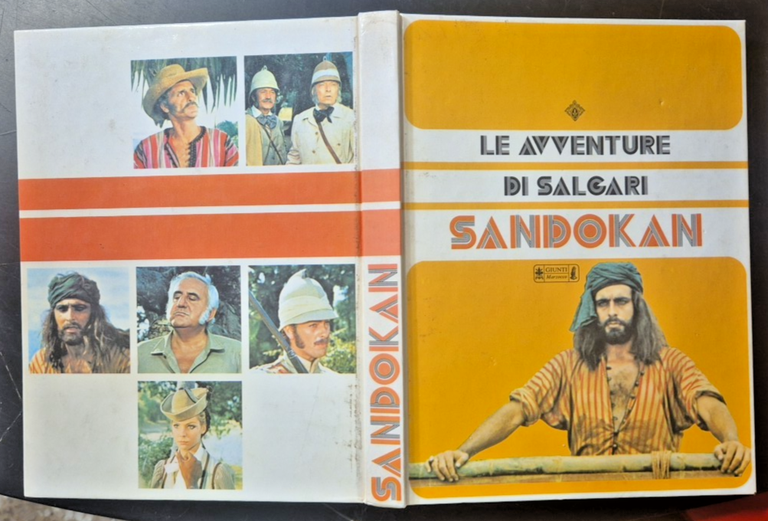 LE AVVENTURE
DI SALGARI
SANDOKAN
GIUNTI
Marzocco
SANDOKAN